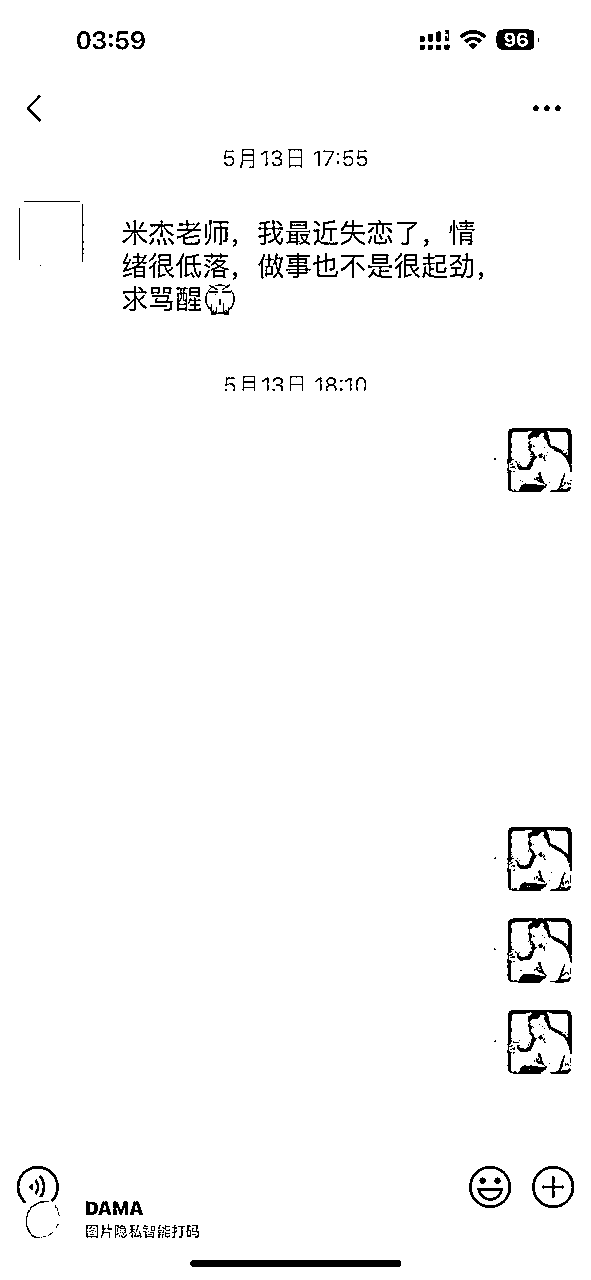 03:59
96
5月13日 17:55
米杰老师，我最近失恋了，情
绪很低落，做事也不是很起劲，
求骂醒
5月13日 18:10
DAMA
图片隐私智能打码